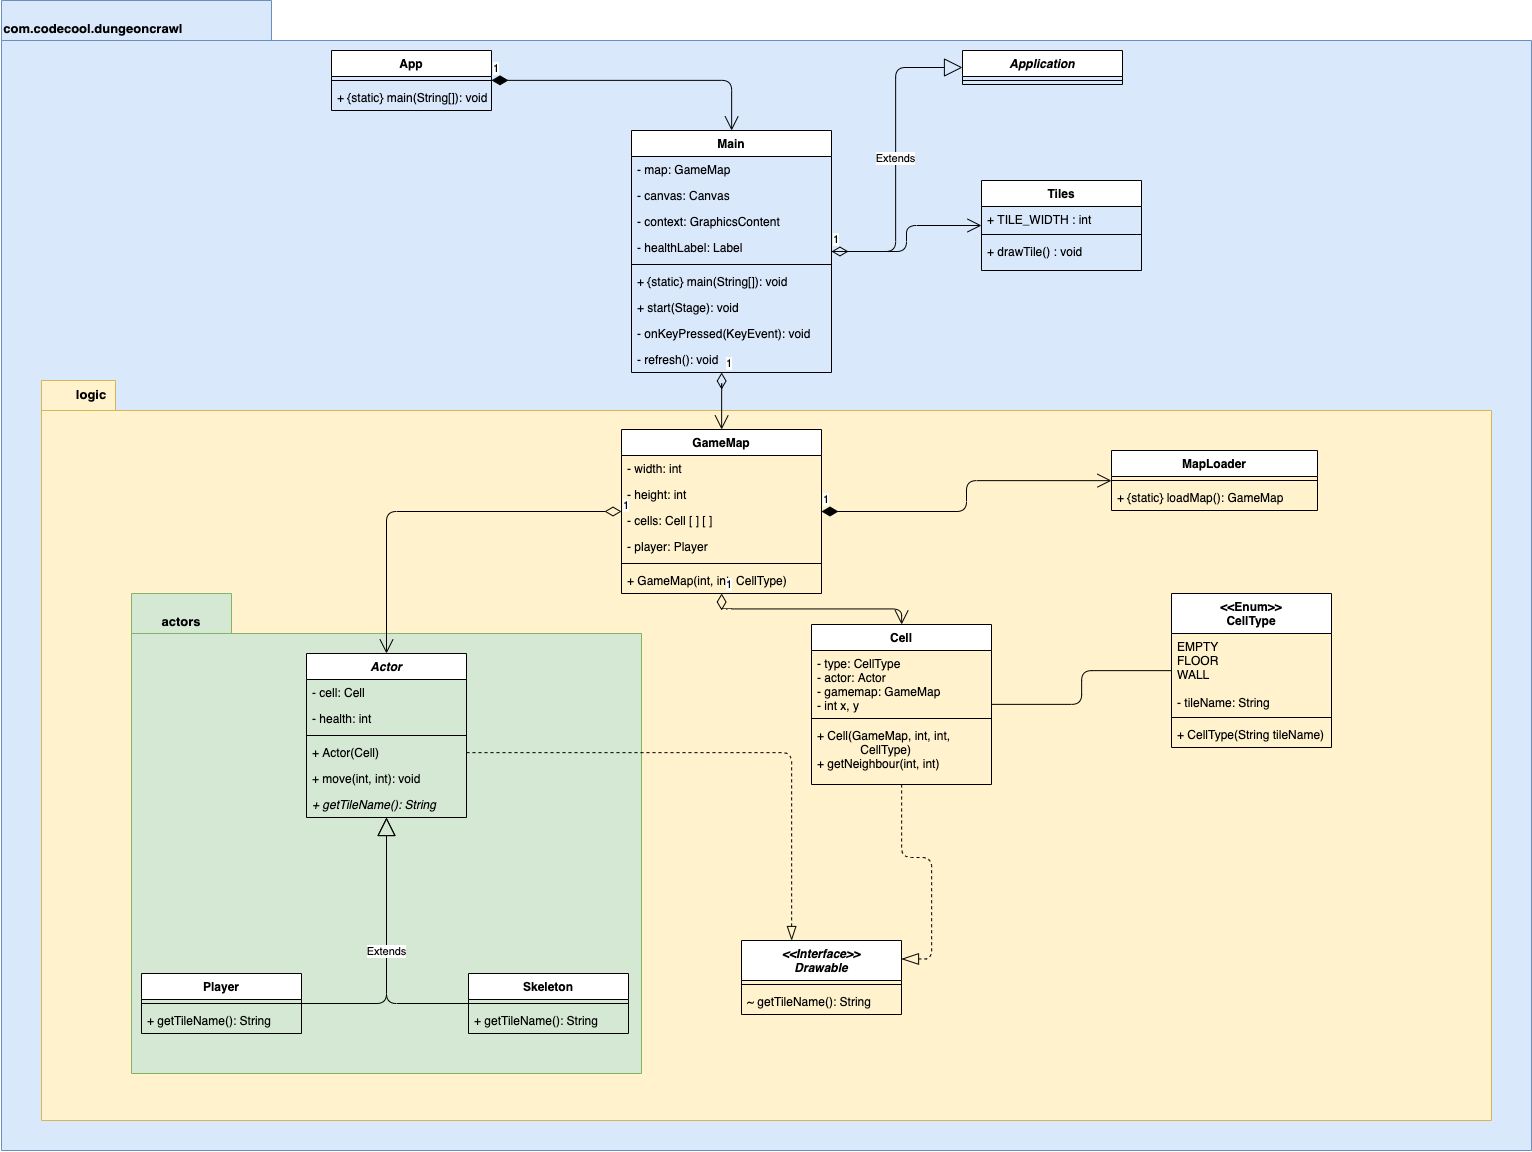 com.codecool.dungeoncrawl
App
+ {static} main(String[]): void
1
Application
Extends
Main
- map: GameMap
- canvas: Canvas
- context: GraphicsContent
- healthLabel: Label
+ {static} main(String[]): void
+ start(Stage): void
- onKeyPressed(KeyEvent): void
- refresh(): void
1
1
Tiles
+ TILE_WIDTH : int
+ drawTile() : void
logic
GameMap
- width: int
- height: int
- cells: Cell [ ] [ ]
- player: Player
+ GameMap(int, int, CellType)
1
1
1
MapLoader
+ {static} loadMap(): GameMap
actors
Actor
- cell: Cell
- health: int
+ Actor(Cell)
+ move(int, int): void
+ getTileName(): String
Cell
- type: CellType
- actor: Actor
- gamemap: GameMap
- int x, y
+ Cell(GameMap, int, int,
CellType)
+ getNeighbour(int, int)
<<Enum>>
CellType
EMPTY
FLOOR
WALL
- tileName: String
+ CellType(String tileName)
Extends
Player
+ getTileName(): String
Skeleton
+ getTileName(): String
<<Interface>>
Drawable
~ getTileName(): String